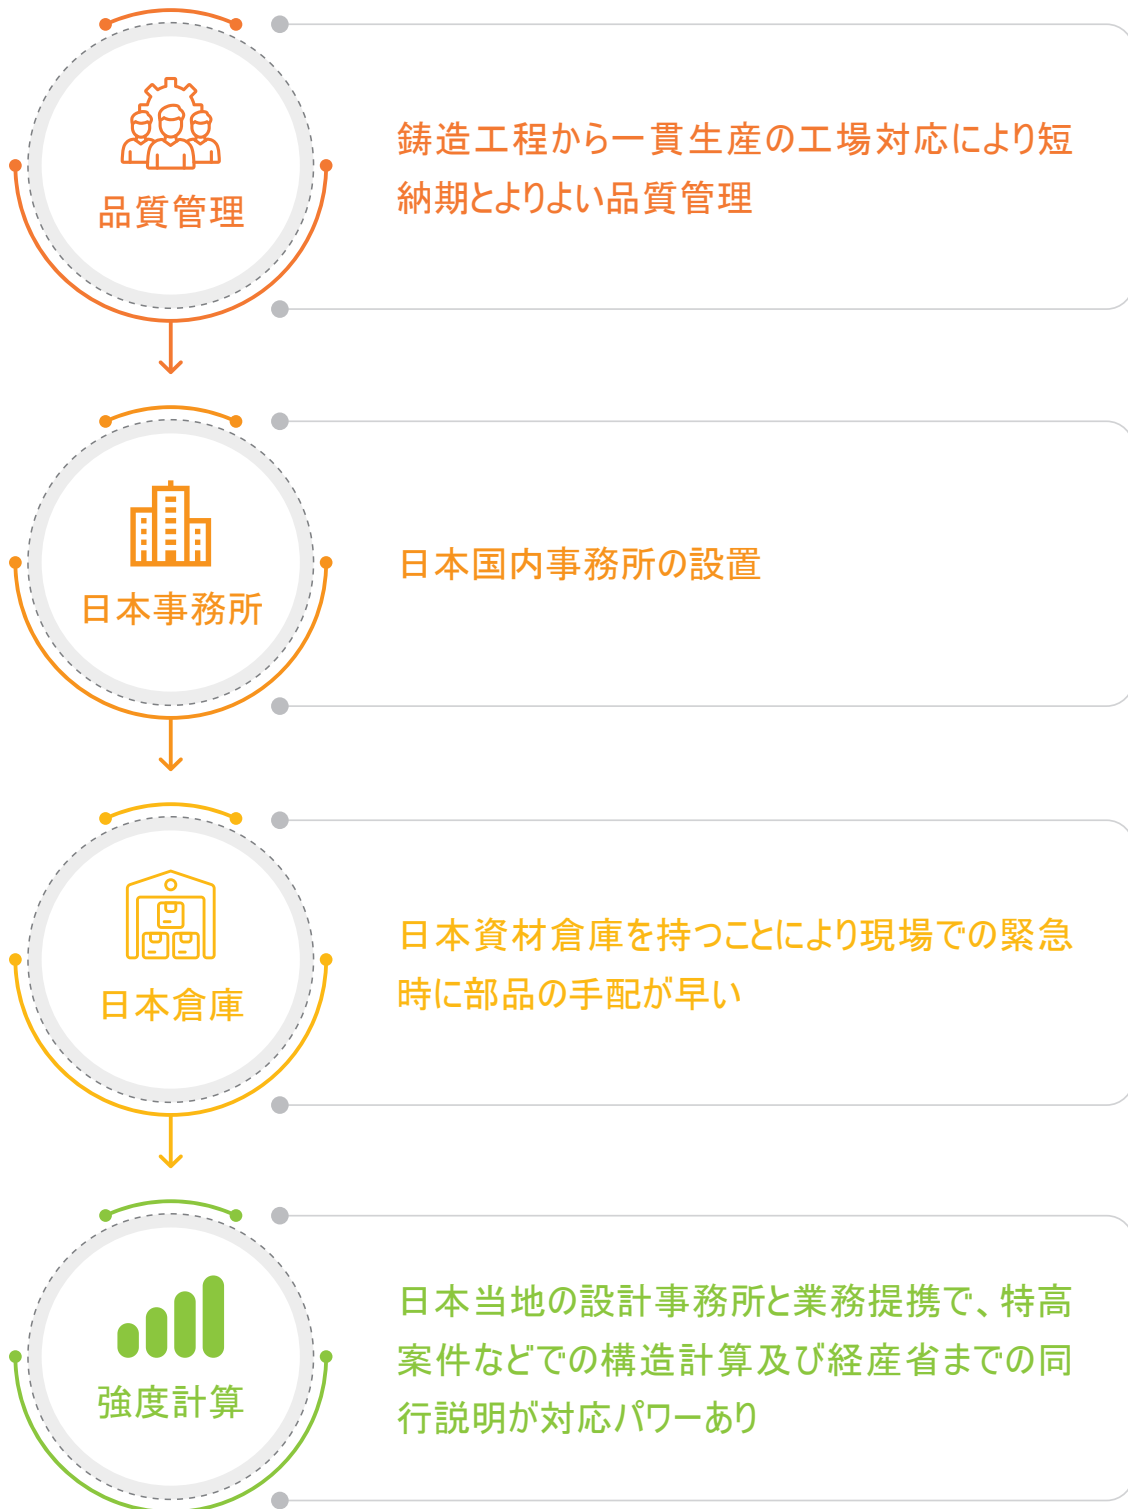 品質管理
鋳造工程から一貫生産の工場対応により短
納期とよりよい品質管理
日本事務所
日本国内事務所の設置
日本倉庫
日本資材倉庫を持つことにより現場での緊急
時に部品の手配が早い
強度計算
日本当地の設計事務所と業務提携で、特高
案件などでの構造計算及び経産省までの同
行説明が対応パワーあり